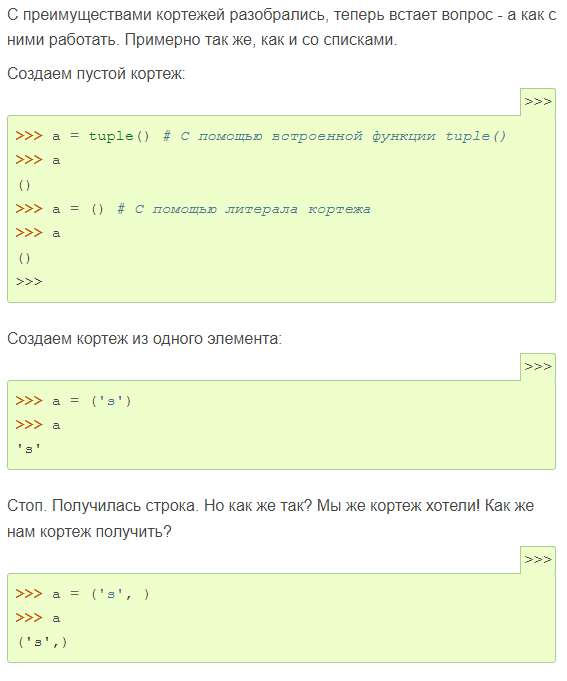 С преимуществами кортежей разобрались, теперь встает вопрос - а как с
ними работать. Примерно так же, как и со списками.
Создаем пустой кортеж:
>>>
>>> a = tuple() # С помощью встроенной функции tuple()
>>> a
()
>>> a = () # С помощью литерала кортежа
>>> a
()
>>>
Создаем кортеж из одного элемента:
>>>
>>> a = ('s')
>>> a
's'
Стоп. Получилась строка. Но как же так? Мы же кортеж хотели! Как же
нам кортеж получить?
>>>
>>> a = ('s', )
>>> a
('s',)